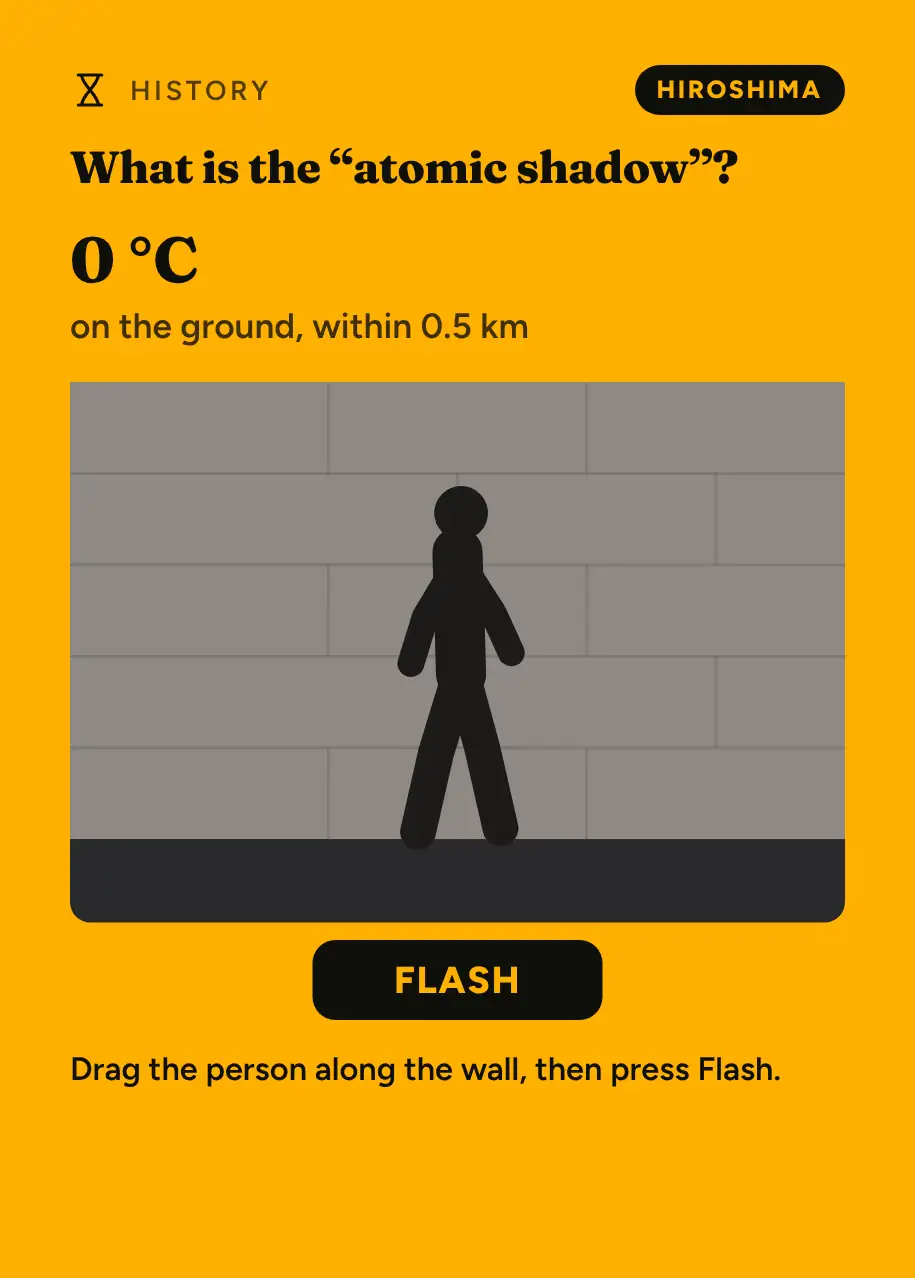 HISTORY
HIROSHIMA
What is the “atomic shadow”?
0 °C
on the ground, within 0.5 km
FLASH
Drag the person along the wall, then press Flash.